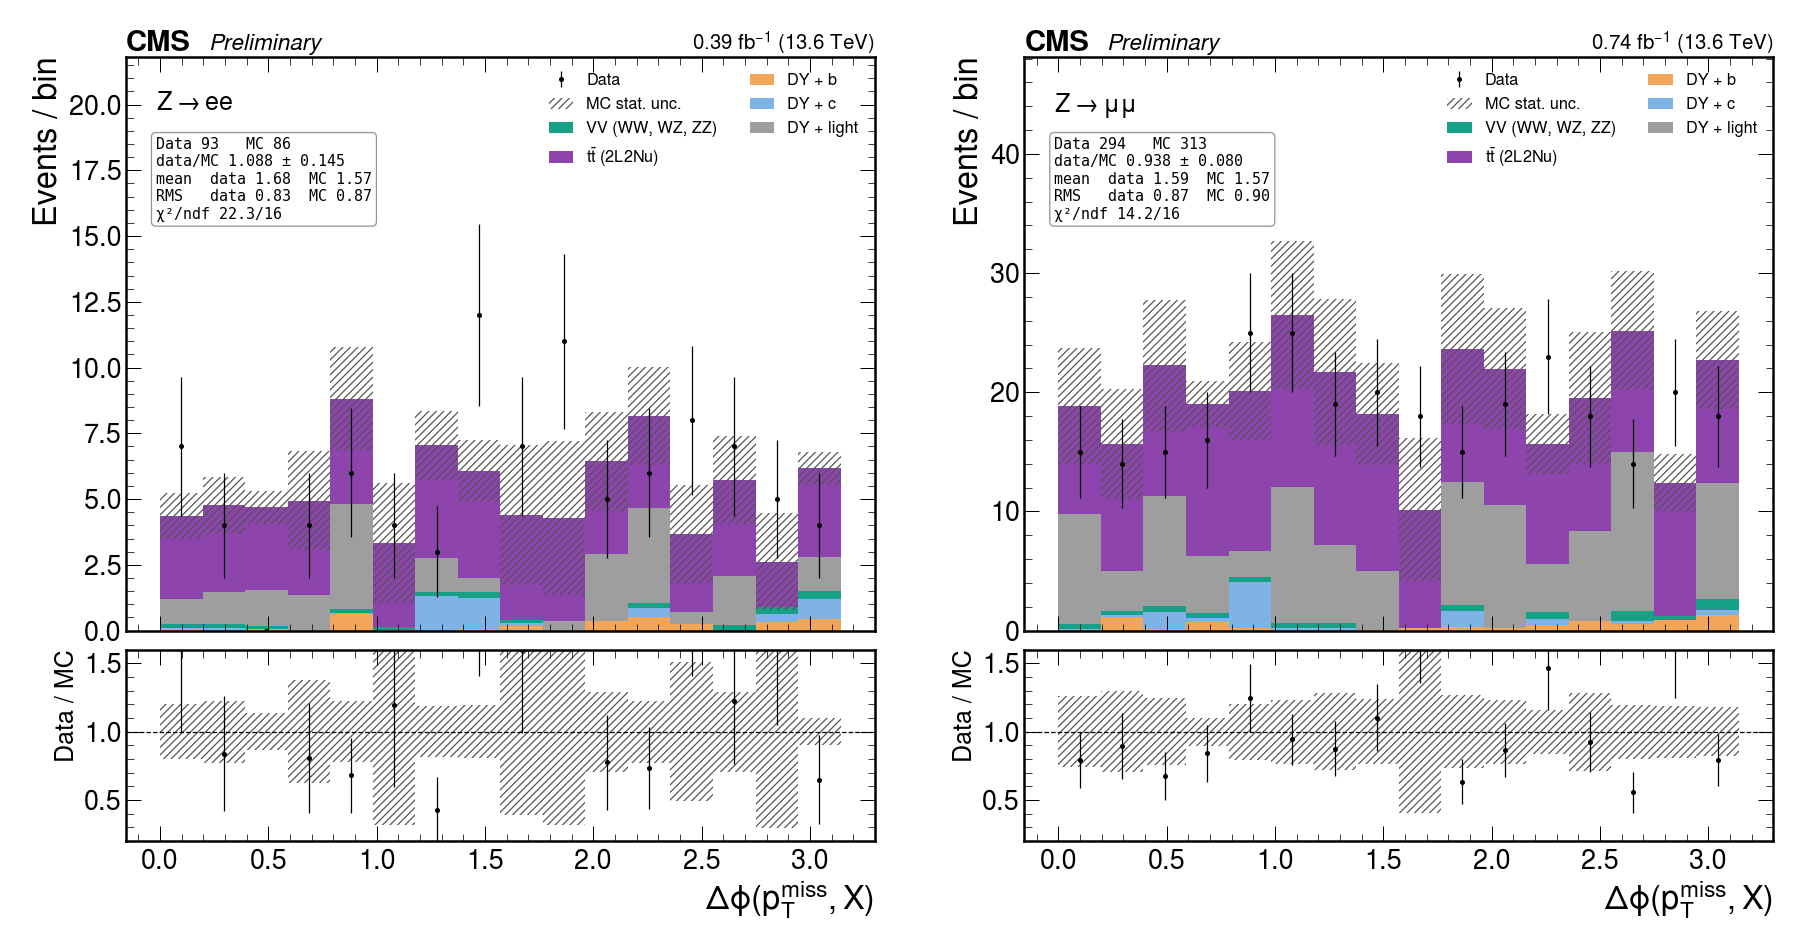 CMS Preliminary 0.39 fb⁻¹ (13.6 TeV)
Events / bin
20.0
17.5
15.0
12.5
10.0
7.5
5.0
2.5
0.0
Z→ee
Data 93 MC 86
data/MC 1.088 ± 0.145
mean data 1.68 MC 1.57
RMS data 0.83 MC 0.87
χ²/ndf 22.3/16
Data
MC stat. unc.
VV (WW, WZ, ZZ)
tt̄ (2L2Nu)
DY + b
DY + c
DY + light
Data / MC
1.5
1.0
0.5
0.0 0.5 1.0 1.5 2.0 2.5 3.0
Δϕ(p_T^miss, X)
CMS Preliminary 0.74 fb⁻¹ (13.6 TeV)
Events / bin
40
30
20
10
0
Z→μμ
Data 294 MC 313
data/MC 0.938 ± 0.080
mean data 1.59 MC 1.57
RMS data 0.87 MC 0.90
χ²/ndf 14.2/16
Data
MC stat. unc.
VV (WW, WZ, ZZ)
tt̄ (2L2Nu)
DY + b
DY + c
DY + light
Data / MC
1.5
1.0
0.5
0.0 0.5 1.0 1.5 2.0 2.5 3.0
Δϕ(p_T^miss, X)